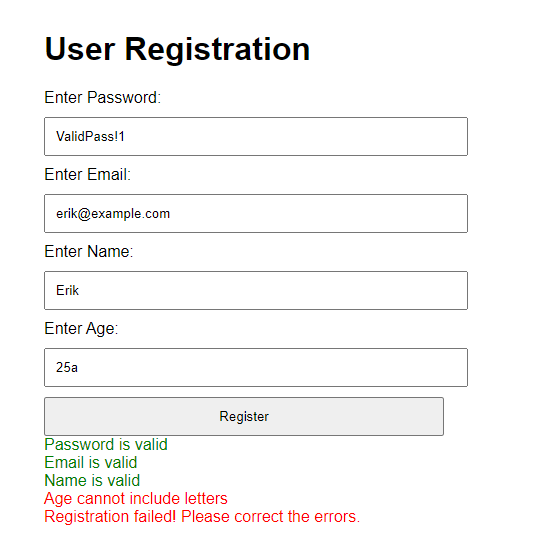 User Registration
Enter Password:
ValidPass!1
Enter Email:
erik@example.com
Enter Name:
Erik
Enter Age:
25a
Register
Password is valid
Email is valid
Name is valid
Age cannot include letters
Registration failed! Please correct the errors.